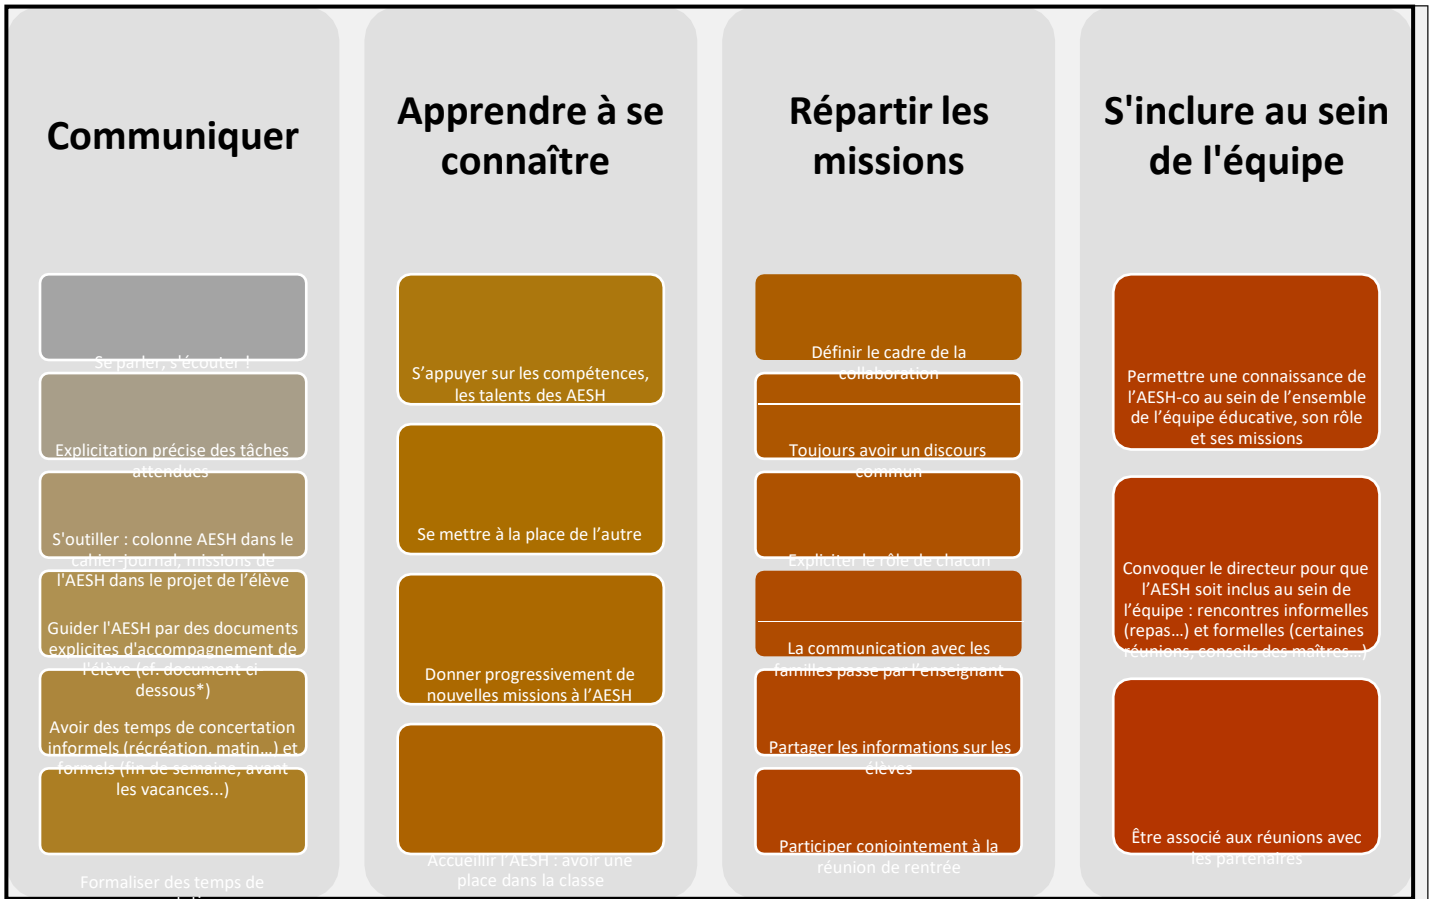 Communiquer
Se parler, s'écouter !
Explicitation précise des tâches
attendues
S'outiller : colonne AESH dans le
cahier-journal, missions de
l'AESH dans le projet de l’élève
Guider l'AESH par des documents
explicites d'accompagnement de
l'élève (cf. document ci
dessous*)
Avoir des temps de concertation
informels (récréation, matin…) et
formels (fin de semaine, avant
les vacances...)
Formaliser des temps de
Apprendre à se
connaître
S’appuyer sur les compétences,
les talents des AESH
Se mettre à la place de l’autre
Donner progressivement de
nouvelles missions à l’AESH
Accueillir l’AESH : avoir une
place dans la classe
Répartir les
missions
Définir le cadre de la
collaboration
Toujours avoir un discours
commun
Expliciter le rôle de chacun
La communication avec les
familles passe par l’enseignant
Partager les informations sur les
élèves
Participer conjointement à la
réunion de rentrée
S'inclure au sein
de l'équipe
Permettre une connaissance de
l’AESH-co au sein de l’ensemble
de l’équipe éducative, son rôle
et ses missions
Convoquer le directeur pour que
l’AESH soit inclus au sein de
l’équipe : rencontres informelles
(repas…) et formelles (certaines
réunions, conseils des maîtres…)
Être associé aux réunions avec
les partenaires